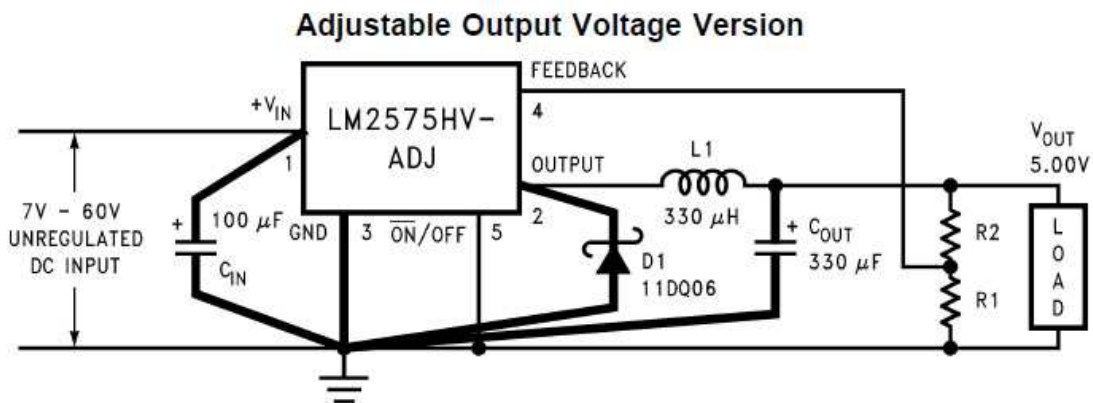 Adjustable Output Voltage Version
FEEDBACK
+VIN
LM2575HV-
ADJ
4
1
OUTPUT
L1
VOUT
5.00V
7V - 60V
UNREGULATED
DC INPUT
+
100 μF
CIN
GND
3
ON/OFF
5
2
330 μH
D1
11DQ06
+
COUT
330 μF
R2
R1
LOAD